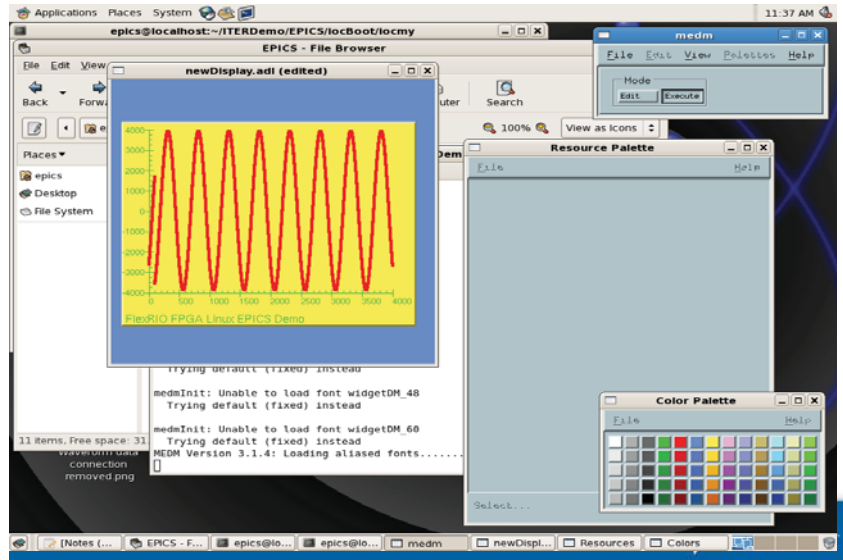 Applications Places System
11:37 AM
epics@localhost:~/ITERDemo/EPICS/iocBoot/iocmy
EPICS - File Browser
File Edit View
Back
Search
100%
View as Icons
Places
epics
Desktop
File System
11 items, Free space: 31
newDisplay.adl (edited)
4000
3000
2000
1000
0
-1000
-2000
-3000
-4000
0 500 1000 1500 2000 2500 3000 3500 4000
FlexRIO FPGA Linux EPICS Demo
medm
File Edit View Palettes Help
Mode
Edit Execute
Resource Palette
File Help
Select...
Trying default (fixed) instead
medmInit: Unable to load font widgetDM_48
Trying default (fixed) instead
medmInit: Unable to load font widgetDM_60
Trying default (fixed) instead
MEDM Version 3.1.4: Loading aliased fonts.......
Color Palette
File Help
waveform data
connection
removed.png
[Notes (... EPICS - F... epics@lo... epics@lo... medm newDispl... Resources Colors